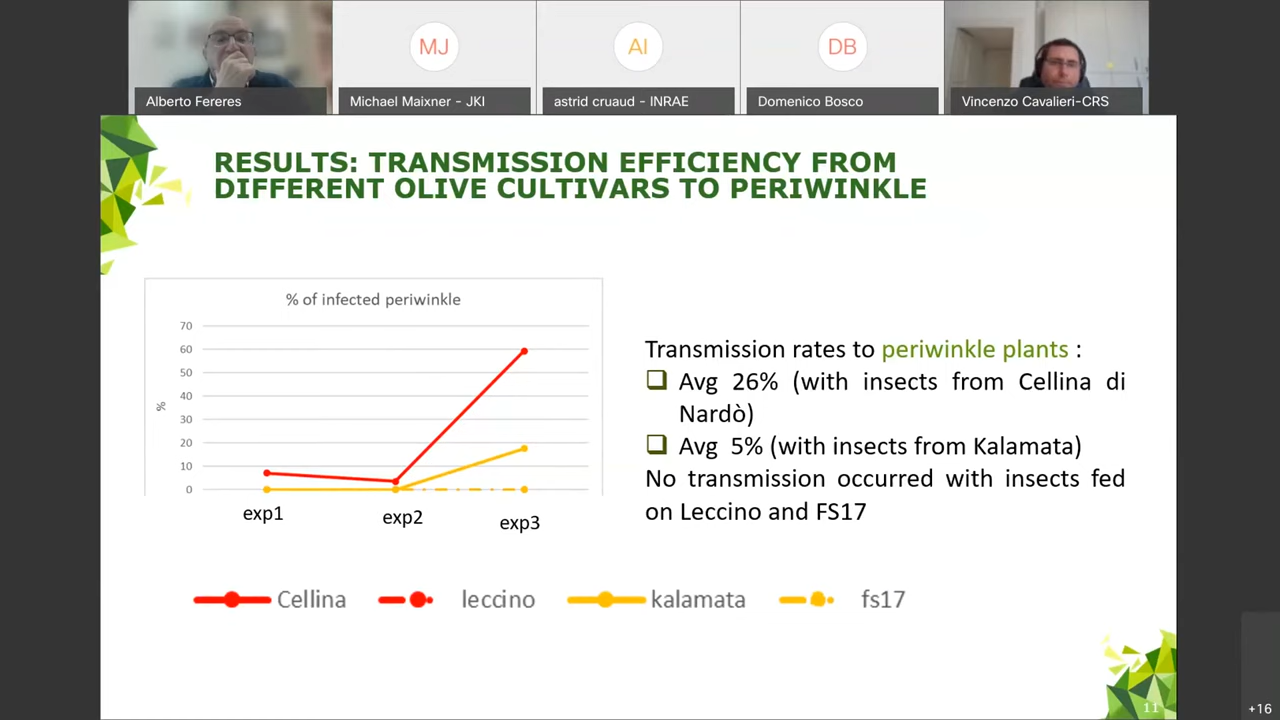 MJ
AI
DB
Alberto Fereres
Michael Maixner - JKI
astrid cruaud - INRAE
Domenico Bosco
Vincenzo Cavalieri-CRS
RESULTS: TRANSMISSION EFFICIENCY FROM
DIFFERENT OLIVE CULTIVARS TO PERIWINKLE
% of infected periwinkle
70
60
50
40
30
20
10
0
%
exp1
exp2
exp3
Transmission rates to periwinkle plants :
Avg 26% (with insects from Cellina di
Nardò)
Avg 5% (with insects from Kalamata)
No transmission occurred with insects fed
on Leccino and FS17
Cellina
leccino
kalamata
fs17
11
+16